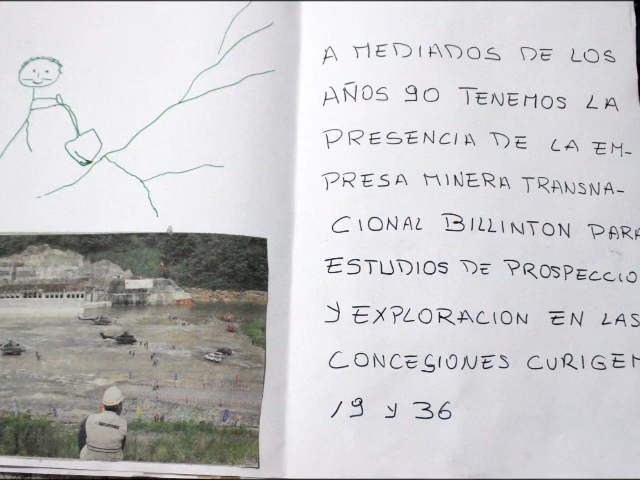 A MEDIADOS DE LOS
AÑOS 90 TENEMOS LA
PRESENCIA DE LA EM-
PRESA MINERA TRANSNA-
CIONAL BILLINTON PARA
ESTUDIOS DE PROSPECCIO
Y EXPLORACION EN LAS
CONCESIONES CURIGEM
19 Y 36